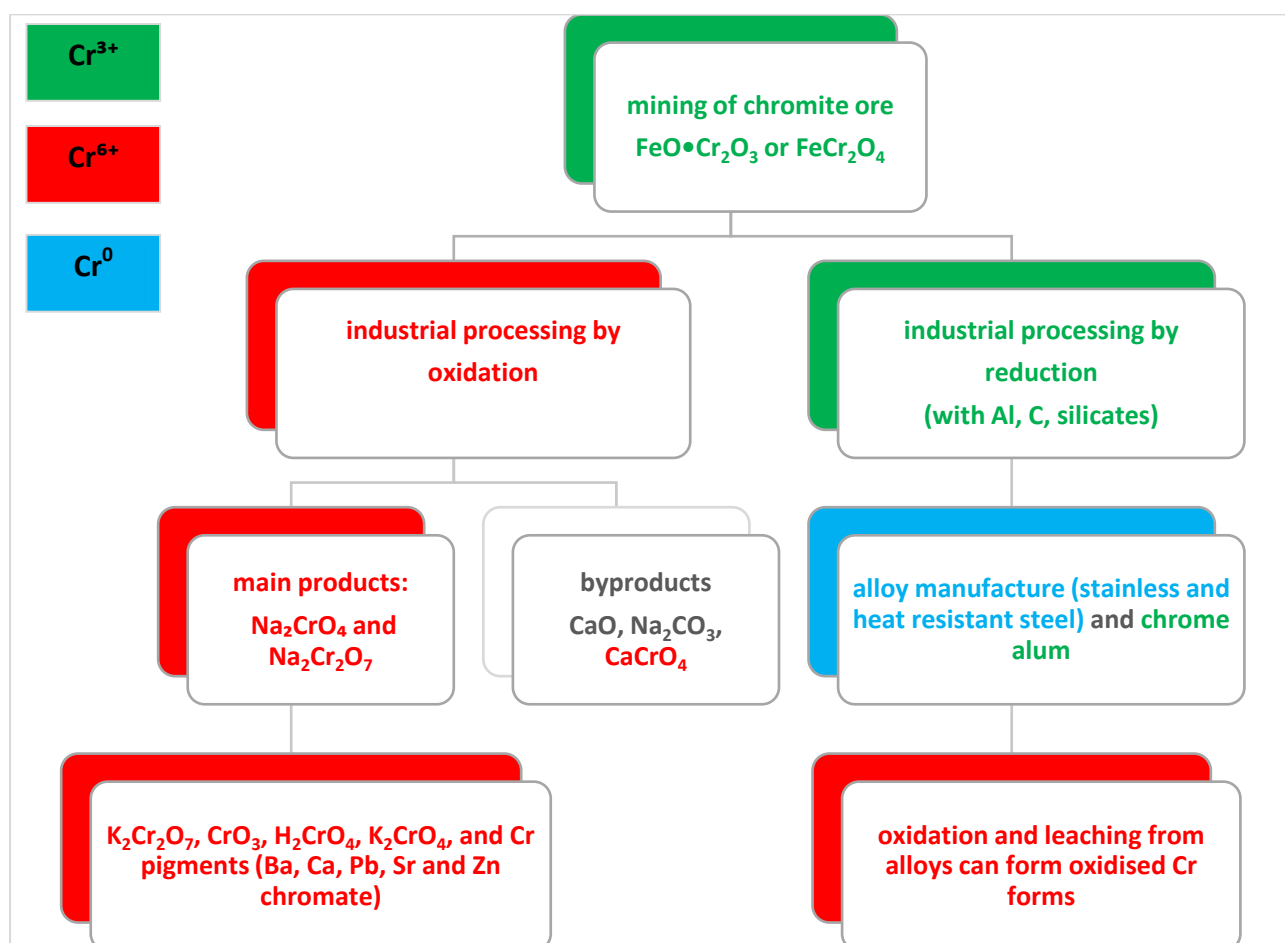 Cr³⁺
Cr⁶⁺
Cr⁰
mining of chromite ore
FeO•Cr₂O₃ or FeCr₂O₄
industrial processing by
oxidation
industrial processing by
reduction
(with Al, C, silicates)
main products:
Na₂CrO₄ and
Na₂Cr₂O₇
byproducts
CaO, Na₂CO₃,
CaCrO₄
alloy manufacture (stainless and
heat resistant steel) and chrome
alum
K₂Cr₂O₇, CrO₃, H₂CrO₄, K₂CrO₄, and Cr
pigments (Ba, Ca, Pb, Sr and Zn
chromate)
oxidation and leaching from
alloys can form oxidised Cr
forms